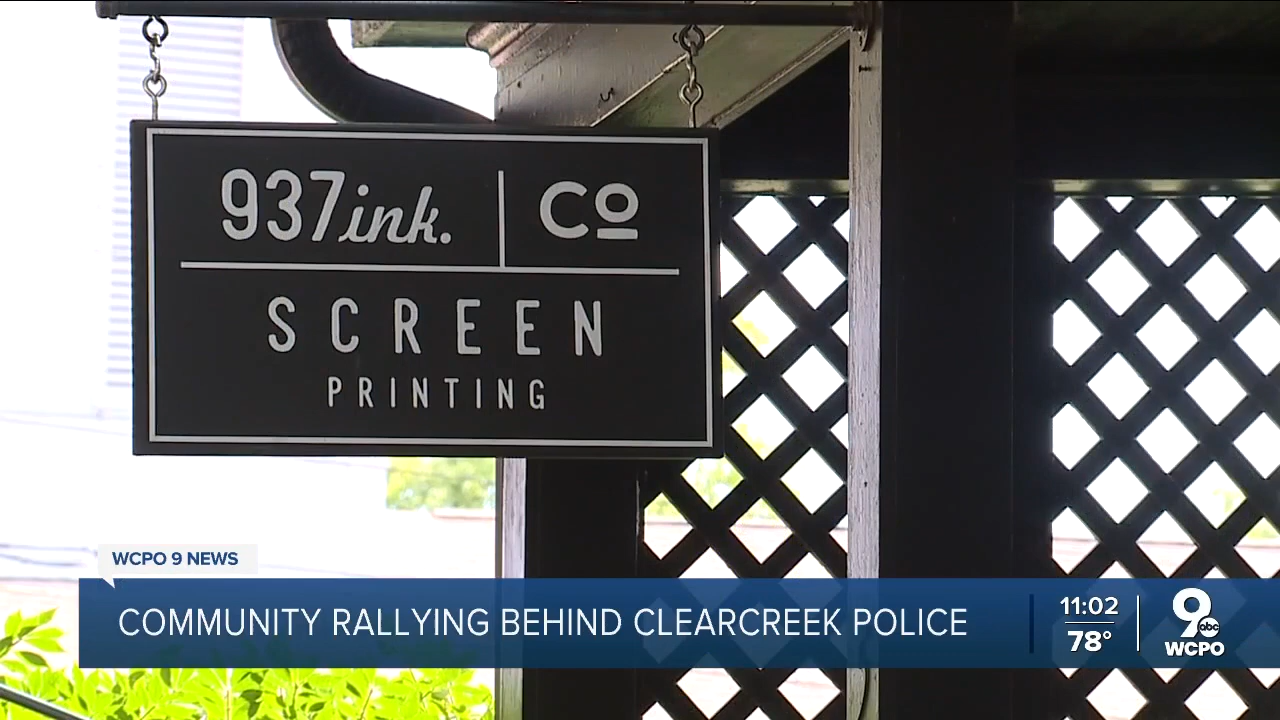 937ink. | Co
SCREEN
PRINTING
WCPO 9 NEWS
COMMUNITY RALLYING BEHIND CLEARCREEK POLICE
11:02
78°
9 abc
WCPO